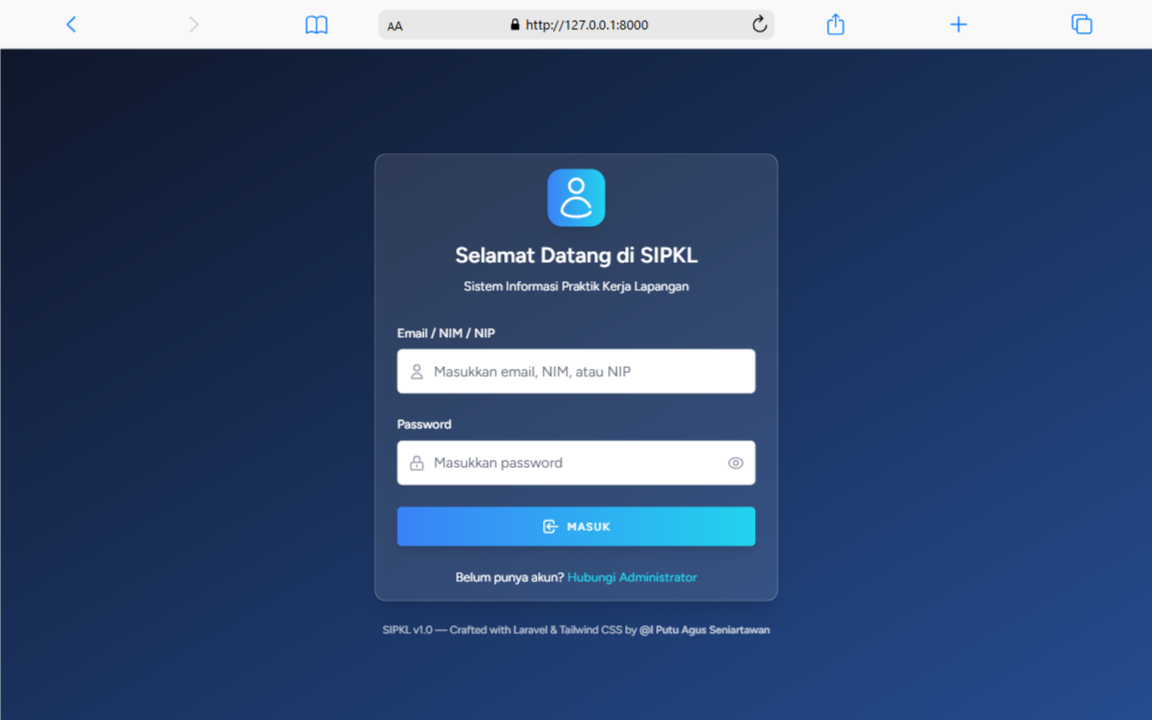 AA
http://127.0.0.1:8000
Selamat Datang di SIPKL
Sistem Informasi Praktik Kerja Lapangan
Email / NIM / NIP
Masukkan email, NIM, atau NIP
Password
Masukkan password
MASUK
Belum punya akun? Hubungi Administrator
SIPKL v1.0 — Crafted with Laravel & Tailwind CSS by @I Putu Agus Seniartawan